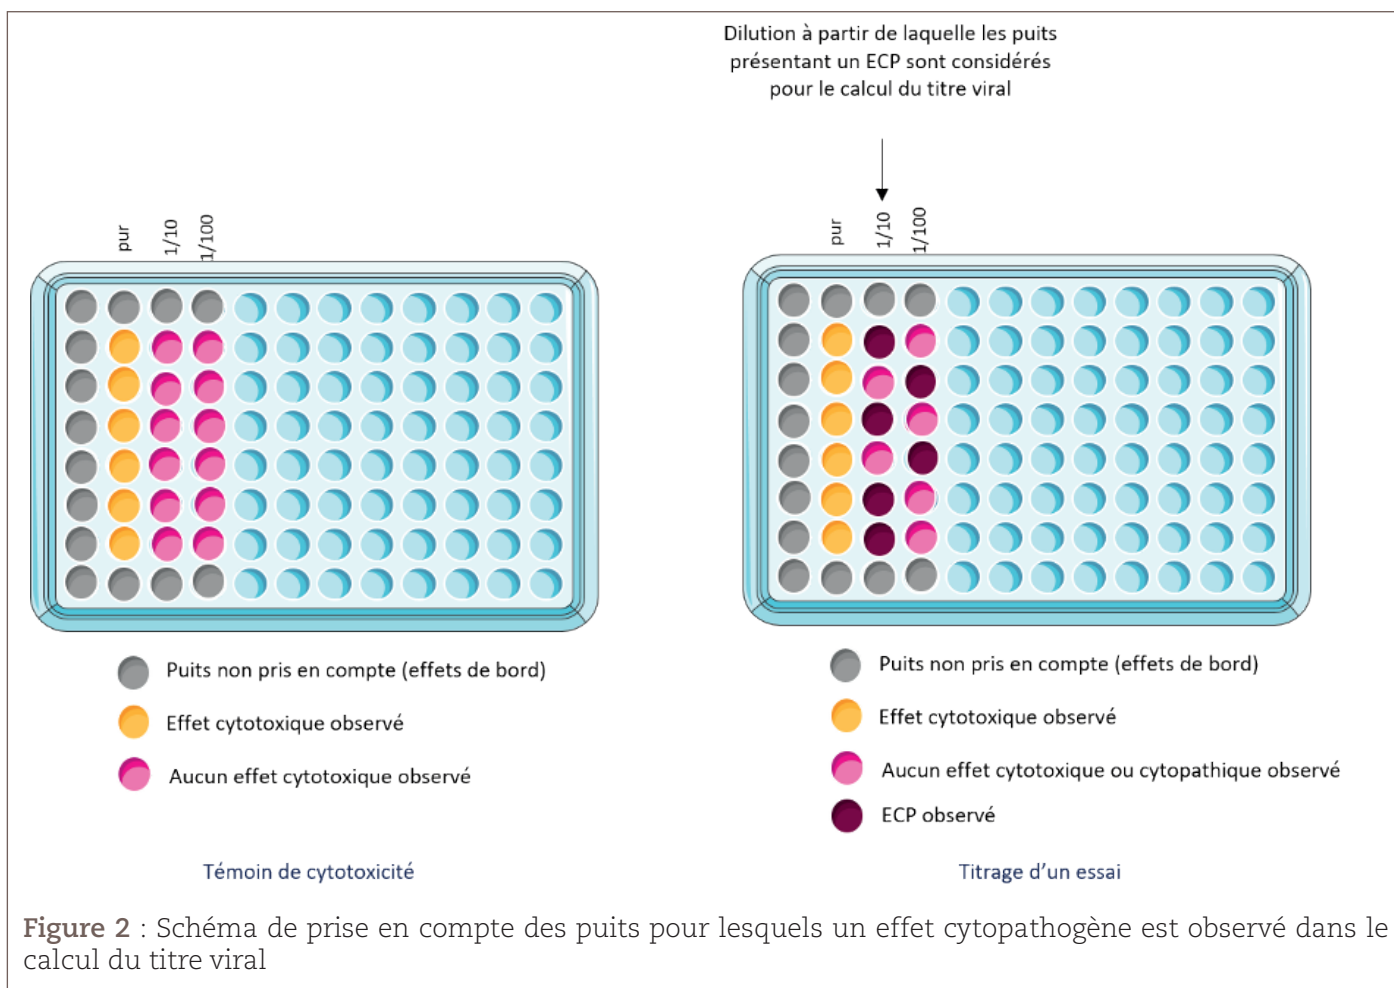 Dilution à partir de laquelle les puits
présentant un ECP sont considérés
pour le calcul du titre viral
pur
1/10
1/100
pur
1/10
1/100
Puits non pris en compte (effets de bord)
Effet cytotoxique observé
Aucun effet cytotoxique observé
Témoin de cytotoxicité
Puits non pris en compte (effets de bord)
Effet cytotoxique observé
Aucun effet cytotoxique ou cytopathique observé
ECP observé
Titrage d'un essai
Figure 2 : Schéma de prise en compte des puits pour lesquels un effet cytopathogène est observé dans le
calcul du titre viral